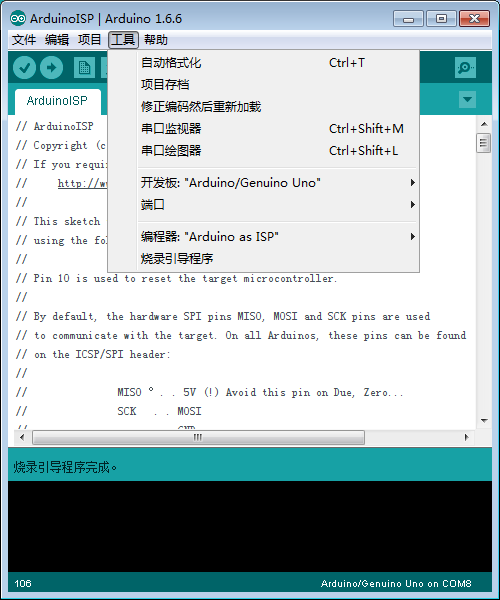 ArduinoISP | Arduino 1.6.6
文件 编辑 项目 工具 帮助
自动格式化 Ctrl+T
项目存档
修正编码然后重新加载
串口监视器 Ctrl+Shift+M
串口绘图器 Ctrl+Shift+L
开发板: "Arduino/Genuino Uno"
端口
编程器: "Arduino as ISP"
烧录引导程序
ArduinoISP
// ArduinoISP
// Copyright (c
// If you requi
// http://w
//
// This sketch
// using the fo
//
// Pin 10 is used to reset the target microcontroller.
//
// By default, the hardware SPI pins MISO, MOSI and SCK pins are used
// to communicate with the target. On all Arduinos, these pins can be found
// on the ICSP/SPI header:
//
// MISO ° . . 5V (!) Avoid this pin on Due, Zero...
// SCK . . MOSI
烧录引导程序完成。
106 Arduino/Genuino Uno on COM8